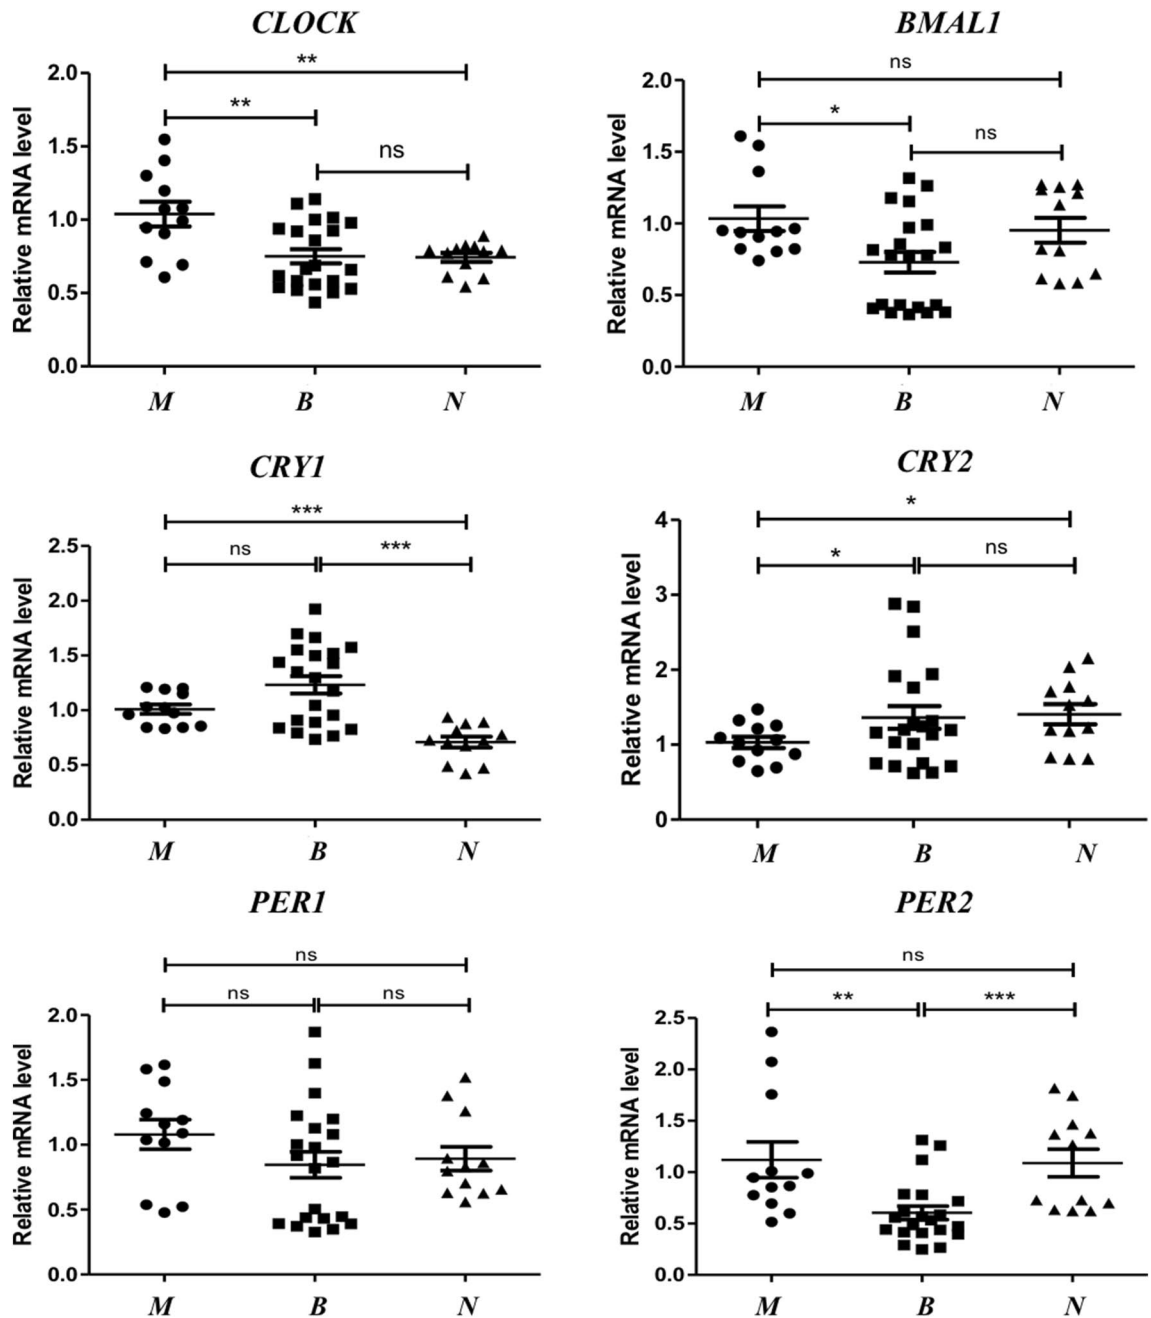 CLOCK
**
**
ns
2.0
1.5
1.0
0.5
0.0
Relative mRNA level
M B N
BMAL1
ns
*
ns
2.0
1.5
1.0
0.5
0.0
Relative mRNA level
M B N
CRY1
***
ns ***
2.5
2.0
1.5
1.0
0.5
0.0
Relative mRNA level
M B N
CRY2
*
* ns
4
3
2
1
0
Relative mRNA level
M B N
PER1
ns
ns ns
2.0
1.5
1.0
0.5
0.0
Relative mRNA level
M B N
PER2
ns
** ***
2.5
2.0
1.5
1.0
0.5
0.0
Relative mRNA level
M B N